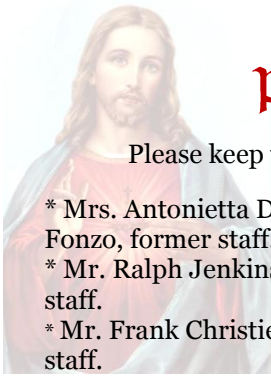 p
Please keep
* Mrs. Antonietta D
Fonzo, former staff.
* Mr. Ralph Jenkins
staff.
* Mr. Frank Christie
staff.